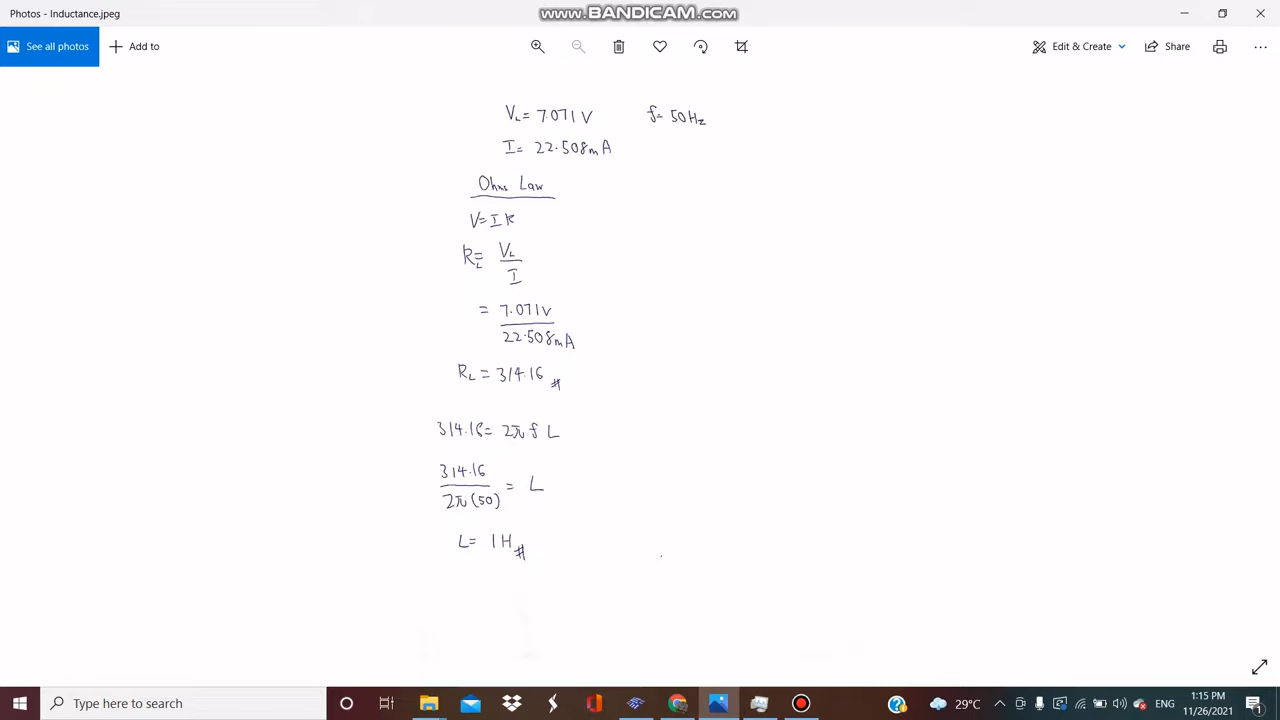 Photos - Inductance.jpeg
www.BANDICAM.com
See all photos
Add to
Edit & Create
Share
VL = 7.071 V f= 50Hz
I= 22.508mA
Ohms Law
V=IR
RL= VL
I
= 7.071V
22.508mA
RL = 314.16 #
314.16= 2π f L
314.16
2π(50) = L
L= 1H #
Type here to search
29°C
ENG
1:15 PM
11/26/2021